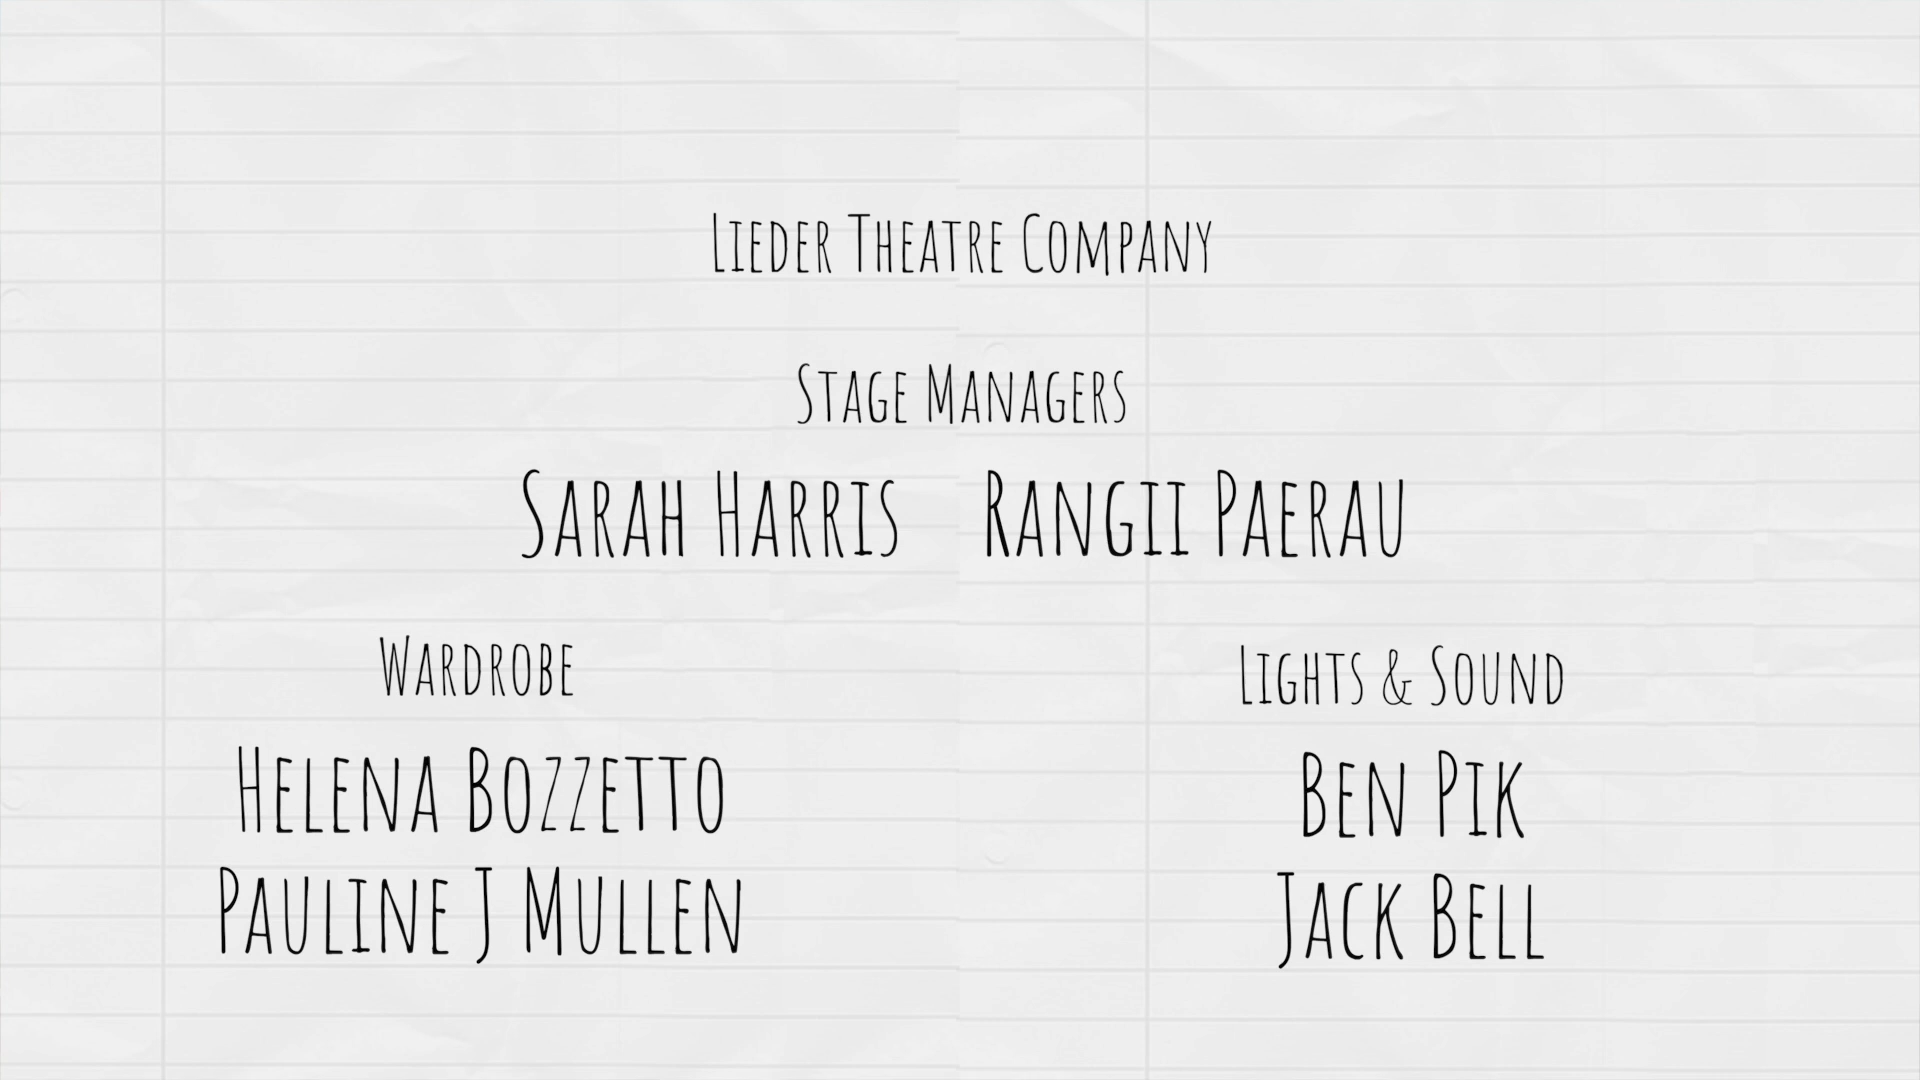 Lieder Theatre Company
Stage Managers
Sarah Harris Rangii Paerau
Wardrobe
Helena Bozzetto
Pauline J Mullen
Lights & Sound
Ben Pik
Jack Bell